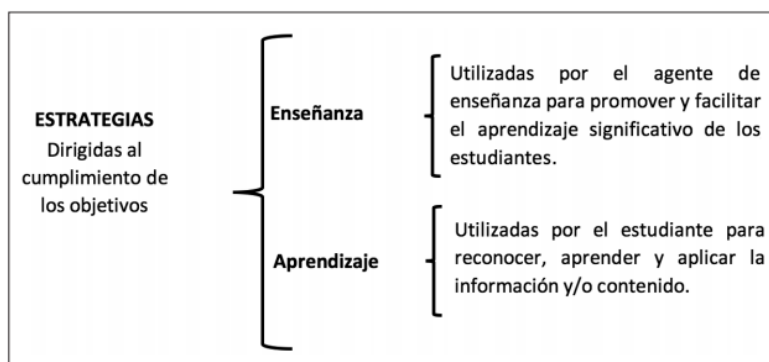 ESTRATEGIAS
Dirigidas al
cumplimiento de
los objetivos
Enseñanza
Utilizadas por el agente de
enseñanza para promover y facilitar
el aprendizaje significativo de los
estudiantes.
Aprendizaje
Utilizadas por el estudiante para
reconocer, aprender y aplicar la
información y/o contenido.